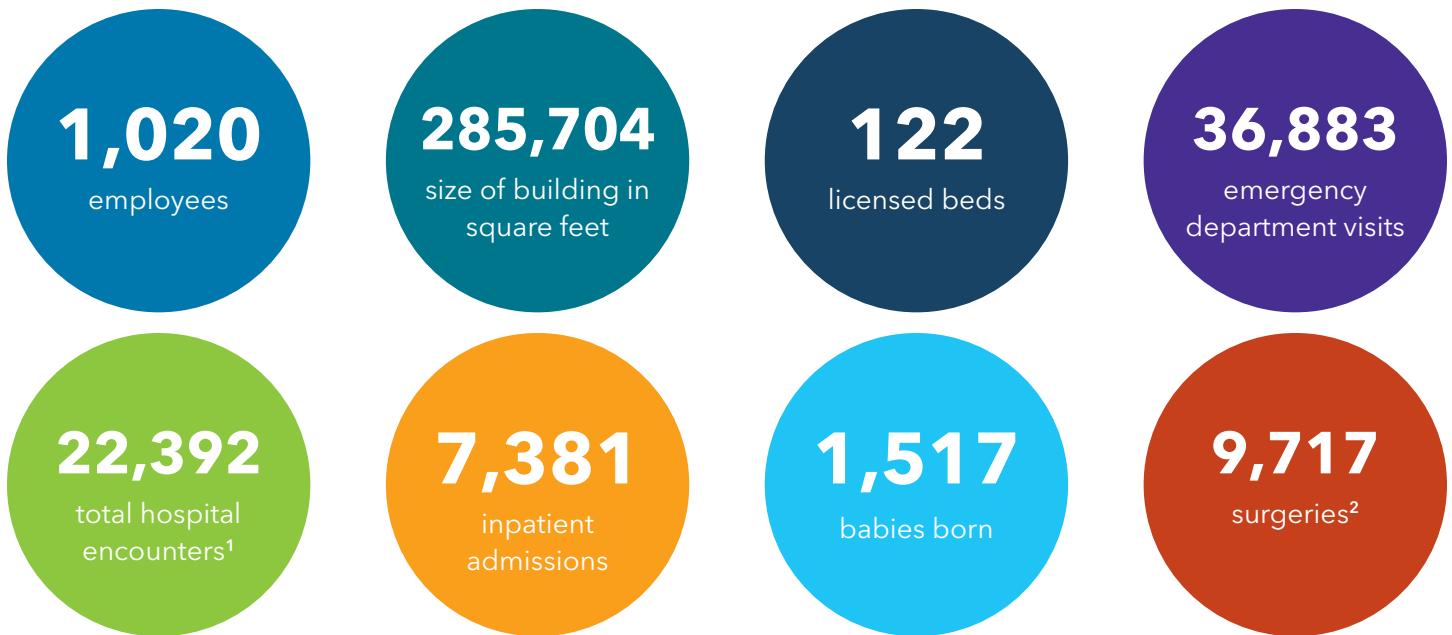 1,020
employees
285,704
size of building in
square feet
122
licensed beds
36,883
emergency
department visits
22,392
total hospital
encounters¹
7,381
inpatient
admissions
1,517
babies born
9,717
surgeries²